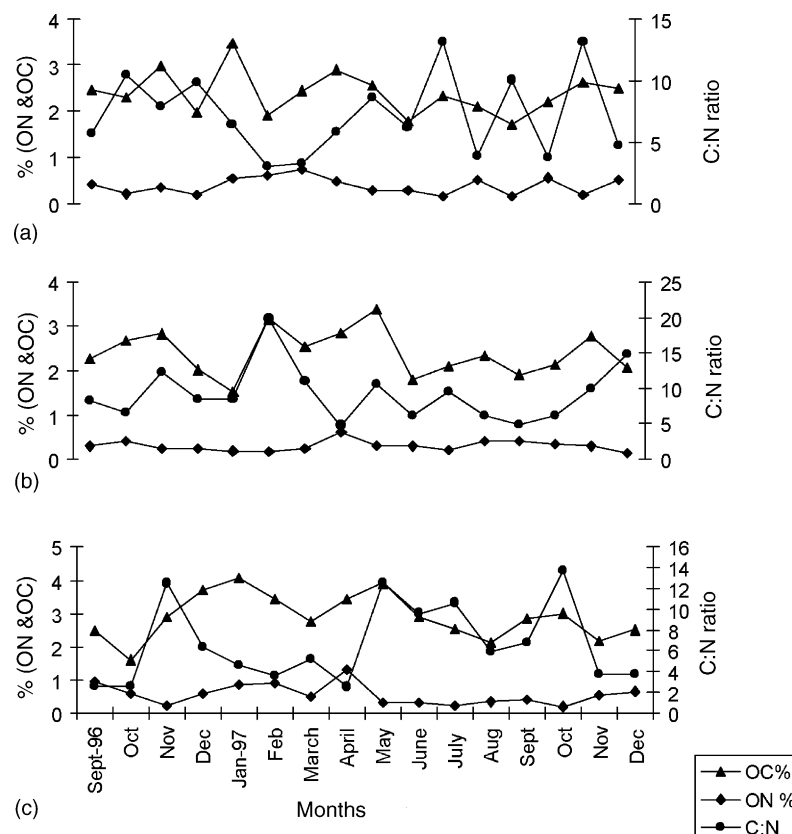 4
3
2
1
0
% (ON &OC)
15
10
5
0
C:N ratio
(a)
4
3
2
1
0
% (ON &OC)
25
20
15
10
5
0
C:N ratio
(b)
5
4
3
2
1
0
% (ON &OC)
16
14
12
10
8
6
4
2
0
C:N ratio
Sept-96
Oct
Nov
Dec
Jan-97
Feb
March
April
May
June
July
Aug
Sept
Oct
Nov
Dec
(c)
Months
OC%
ON %
C:N